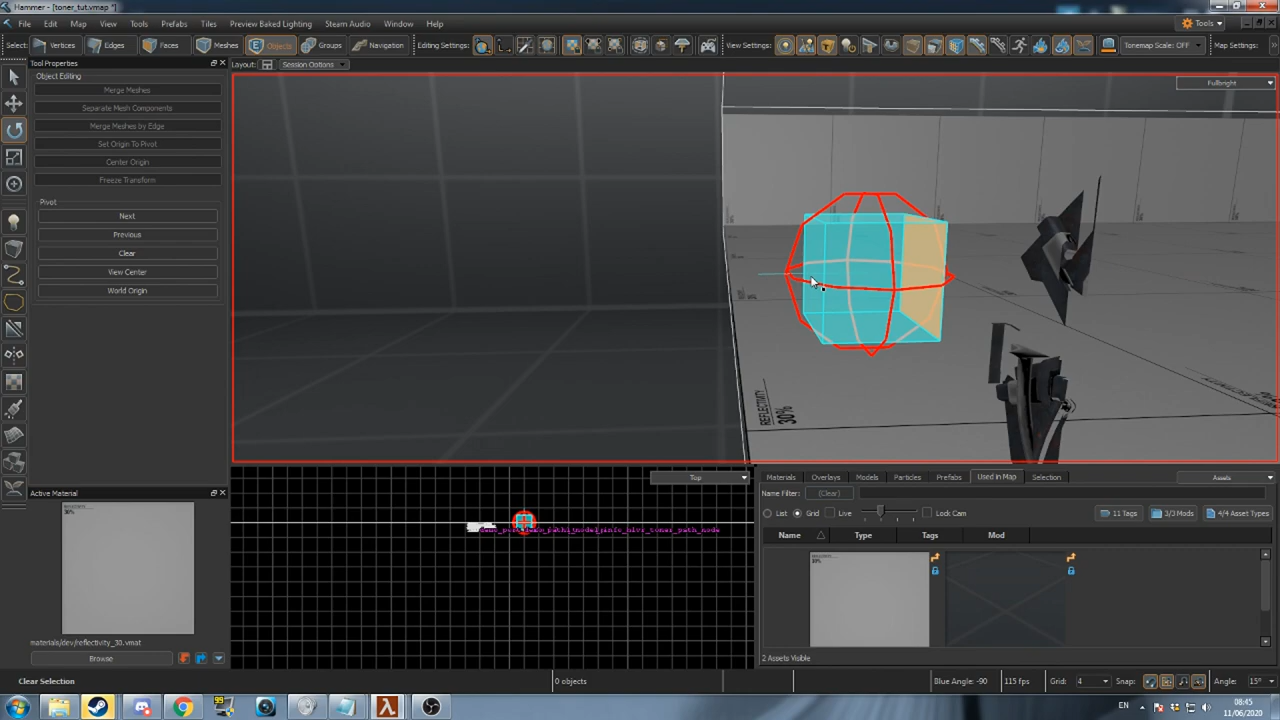 Hammer - [toner_tut.vmap *]
File Edit Map View Tools Prefabs Tiles Preview Baked Lighting Steam Audio Window Help Tools
Select: Vertices Edges Faces Meshes Objects Groups Navigation Editing Settings: View Settings: Tonemap Scale: OFF Map Settings:
Tool Properties
Layout: Session Options
Object Editing
Merge Meshes
Separate Mesh Components
Merge Meshes by Edge
Set Origin To Pivot
Center Origin
Freeze Transform
Pivot
Next
Previous
Clear
View Center
World Origin
Fullbright
REFLECTIVITY
30%
Active Material
30%
materials/dev/reflectivity_30.vmat
Browse
Top
Materials Overlays Models Particles Prefabs Used in Map Selection Assets
Name Filter: (Clear)
List Grid Live Lock Cam 11 Tags 3/3 Mods 4/4 Asset Types
Name Type Tags Mod
30%
2 Assets Visible
Clear Selection 0 objects Blue Angle: -90 115 fps Grid: 4 Snap: Angle: 15°
99
EN
08:45
11/06/2020